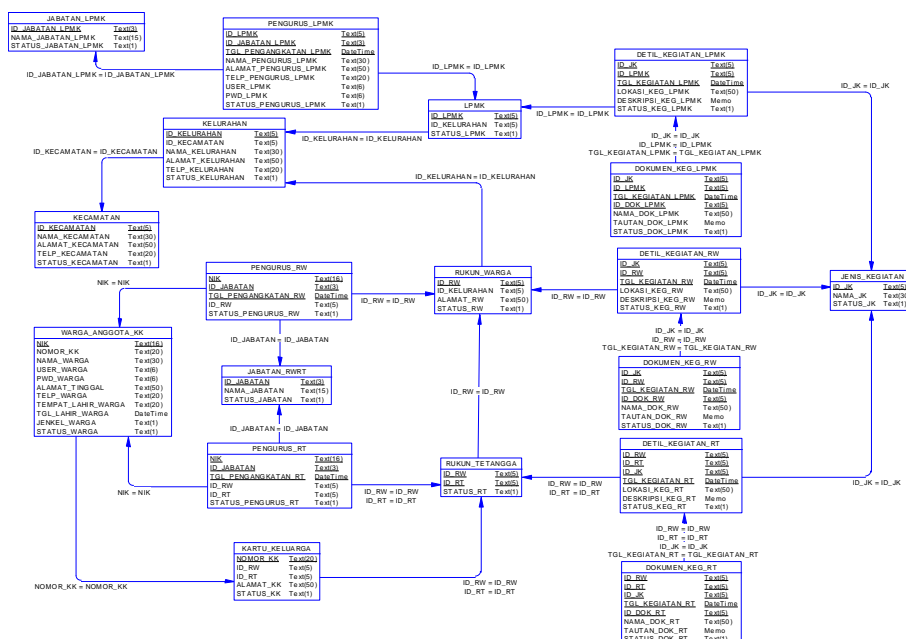 JABATAN_LPMK
ID_JABATAN_LPMK Text(3)
NAMA_JABATAN_LPMK Text(15)
STATUS_JABATAN_LPMK Text(1)
ID_JABATAN_LPMK = ID_JABATAN_LPMK
PENGURUS_LPMK
ID_LPMK Text(5)
ID_JABATAN_LPMK Text(3)
TGL_PENGANGKATAN_LPMK DateTime
NAMA_PENGURUS_LPMK Text(30)
ALAMAT_PENGURUS_LPMK Text(50)
TELP_PENGURUS_LPMK Text(20)
USER_LPMK Text(6)
PWD_LPMK Text(6)
STATUS_PENGURUS_LPMK Text(1)
ID_LPMK = ID_LPMK
LPMK
ID_LPMK Text(5)
ID_KELURAHAN Text(5)
STATUS_LPMK Text(1)
ID_LPMK = ID_LPMK
DETIL_KEGIATAN_LPMK
ID_JK Text(5)
ID_LPMK Text(5)
TGL_KEGIATAN_LPMK DateTime
LOKASI_KEG_LPMK Text(50)
DESKRIPSI_KEG_LPMK Memo
STATUS_KEG_LPMK Text(1)
ID_JK = ID_JK
ID_JK = ID_JK
ID_LPMK = ID_LPMK
TGL_KEGIATAN_LPMK = TGL_KEGIATAN_LPMK
DOKUMEN_KEG_LPMK
ID_JK Text(5)
ID_LPMK Text(5)
TGL_KEGIATAN_LPMK DateTime
ID_DOK_LPMK Text(5)
NAMA_DOK_LPMK Text(50)
TAUTAN_DOK_LPMK Memo
STATUS_DOK_LPMK Text(1)
KELURAHAN
ID_KELURAHAN Text(5)
ID_KECAMATAN Text(5)
NAMA_KELURAHAN Text(30)
ALAMAT_KELURAHAN Text(50)
TELP_KELURAHAN Text(20)
STATUS_KELURAHAN Text(1)
ID_KELURAHAN = ID_KELURAHAN
ID_KELURAHAN = ID_KELURAHAN
ID_KECAMATAN = ID_KECAMATAN
KECAMATAN
ID_KECAMATAN Text(5)
NAMA_KECAMATAN Text(30)
ALAMAT_KECAMATAN Text(50)
TELP_KECAMATAN Text(20)
STATUS_KECAMATAN Text(1)
PENGURUS_RW
NIK Text(16)
ID_JABATAN Text(3)
TGL_PENGANGKATAN_RW DateTime
ID_RW Text(5)
STATUS_PENGURUS_RW Text(1)
NIK = NIK
ID_RW = ID_RW
ID_JABATAN = ID_JABATAN
RUKUN_WARGA
ID_RW Text(5)
ID_KELURAHAN Text(5)
ALAMAT_RW Text(50)
STATUS_RW Text(1)
ID_RW = ID_RW
ID_RW = ID_RW
DETIL_KEGIATAN_RW
ID_JK Text(5)
ID_RW Text(5)
TGL_KEGIATAN_RW DateTime
LOKASI_KEG_RW Text(50)
DESKRIPSI_KEG_RW Memo
STATUS_KEG_RW Text(1)
ID_JK = ID_JK
JENIS_KEGIATAN
ID_JK Text(5)
NAMA_JK Text(30)
STATUS_JK Text(1)
ID_JK = ID_JK
ID_RW = ID_RW
TGL_KEGIATAN_RW = TGL_KEGIATAN_RW
DOKUMEN_KEG_RW
ID_JK Text(5)
ID_RW Text(5)
TGL_KEGIATAN_RW DateTime
ID_DOK_RW Text(5)
NAMA_DOK_RW Text(50)
TAUTAN_DOK_RW Memo
STATUS_DOK_RW Text(1)
WARGA_ANGGOTA_KK
NIK Text(16)
NOMOR_KK Text(20)
NAMA_WARGA Text(30)
USER_WARGA Text(6)
PWD_WARGA Text(6)
ALAMAT_TINGGAL Text(50)
TELP_WARGA Text(20)
TEMPAT_LAHIR_WARGA Text(20)
TGL_LAHIR_WARGA DateTime
JENKEL_WARGA Text(1)
STATUS_WARGA Text(1)
JABATAN_RWRT
ID_JABATAN Text(3)
NAMA_JABATAN Text(15)
STATUS_JABATAN Text(1)
ID_JABATAN = ID_JABATAN
PENGURUS_RT
NIK Text(16)
ID_JABATAN Text(3)
TGL_PENGANGKATAN_RT DateTime
ID_RW Text(5)
ID_RT Text(5)
STATUS_PENGURUS_RT Text(1)
NIK = NIK
ID_RW = ID_RW
ID_RT = ID_RT
RUKUN_TETANGGA
ID_RW Text(5)
ID_RT Text(5)
STATUS_RT Text(1)
ID_RW = ID_RW
ID_RT = ID_RT
DETIL_KEGIATAN_RT
ID_RW Text(5)
ID_RT Text(5)
ID_JK Text(5)
TGL_KEGIATAN_RT DateTime
LOKASI_KEG_RT Text(50)
DESKRIPSI_KEG_RT Memo
STATUS_KEG_RT Text(1)
ID_JK = ID_JK
ID_RW = ID_RW
ID_RT = ID_RT
ID_JK = ID_JK
TGL_KEGIATAN_RT = TGL_KEGIATAN_RT
KARTU_KELUARGA
NOMOR_KK Text(20)
ID_RW Text(5)
ID_RT Text(5)
ALAMAT_KK Text(50)
STATUS_KK Text(1)
NOMOR_KK = NOMOR_KK
ID_RW = ID_RW
ID_RT = ID_RT
DOKUMEN_KEG_RT
ID_RW Text(5)
ID_RT Text(5)
ID_JK Text(5)
TGL_KEGIATAN_RT DateTime
ID_DOK_RT Text(5)
NAMA_DOK_RT Text(50)
TAUTAN_DOK_RT Memo
STATUS_DOK_RT Text(1)